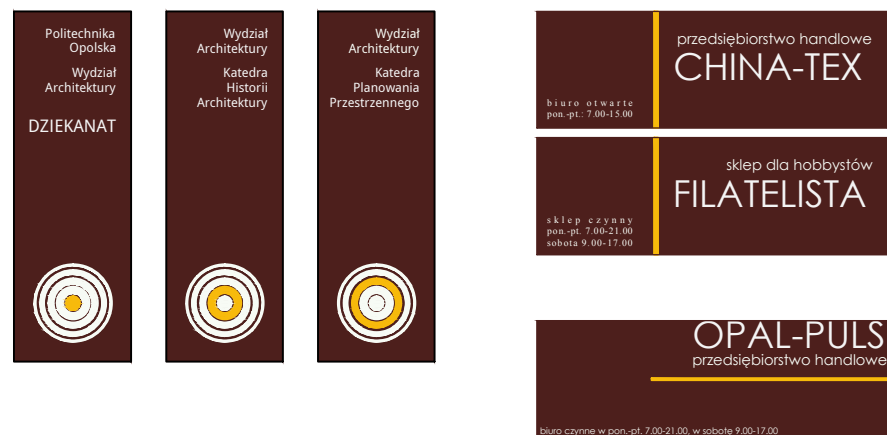 Politechnika
Opolska
Wydział
Architektury
DZIEKANAT
Wydział
Architektury
Katedra
Historii
Architektury
Wydział
Architektury
Katedra
Planowania
Przestrzennego
przedsiębiorstwo handlowe
CHINA-TEX
biuro otwarte
pon.-pt.: 7.00-15.00
sklep dla hobbystów
FILATELISTA
sklep czynny
pon.-pt. 7.00-21.00
sobota 9.00-17.00
OPAL-PULS
przedsiębiorstwo handlowe
biuro czynne w pon.-pt. 7.00-21.00, w sobotę 9.00-17.00